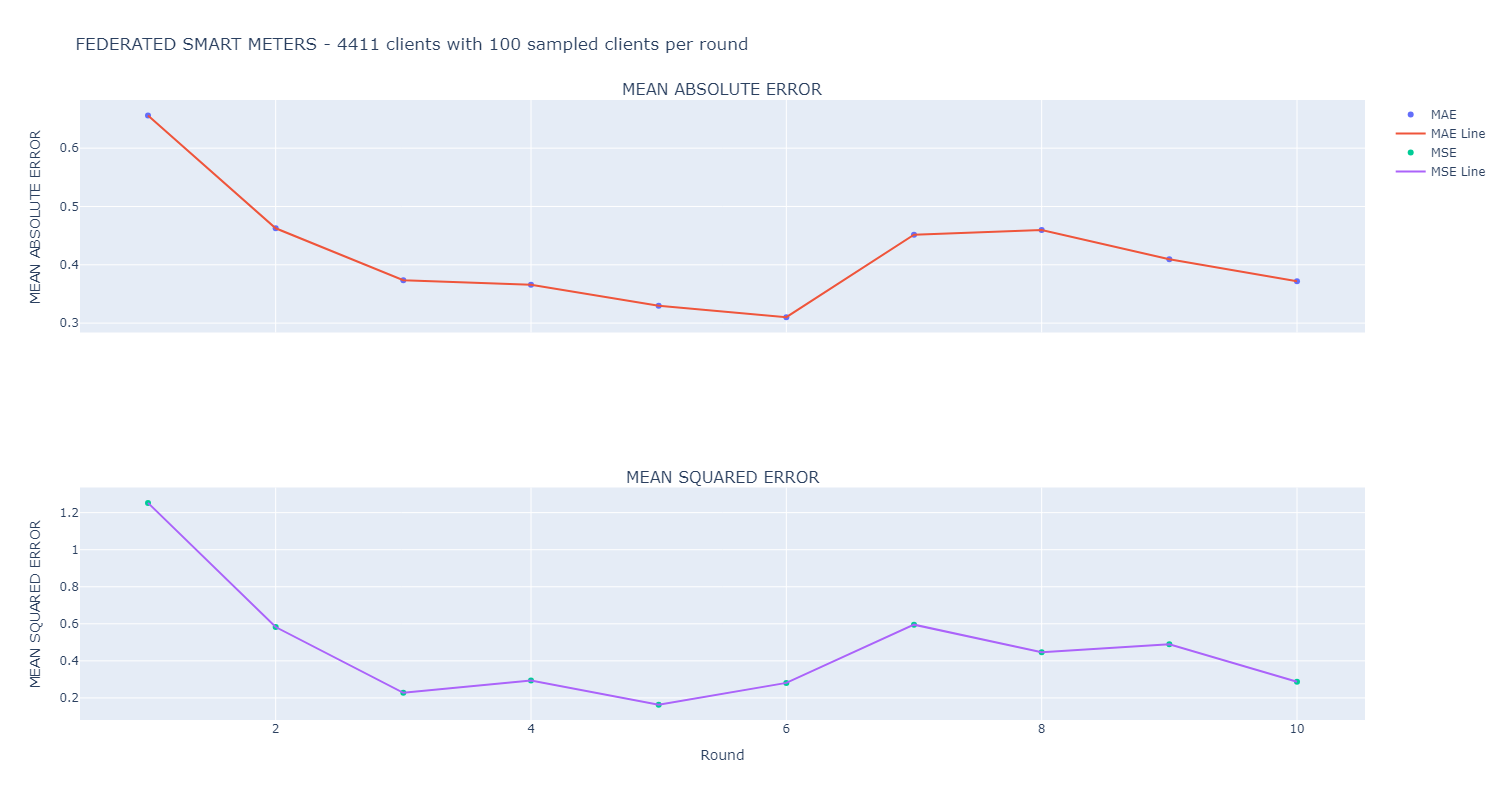 FEDERATED SMART METERS - 4411 clients with 100 sampled clients per round
MEAN ABSOLUTE ERROR
MEAN ABSOLUTE ERROR
0.6
0.5
0.4
0.3
MAE
MAE Line
MSE
MSE Line
MEAN SQUARED ERROR
MEAN SQUARED ERROR
1.2
1
0.8
0.6
0.4
0.2
2 4 6 8 10
Round